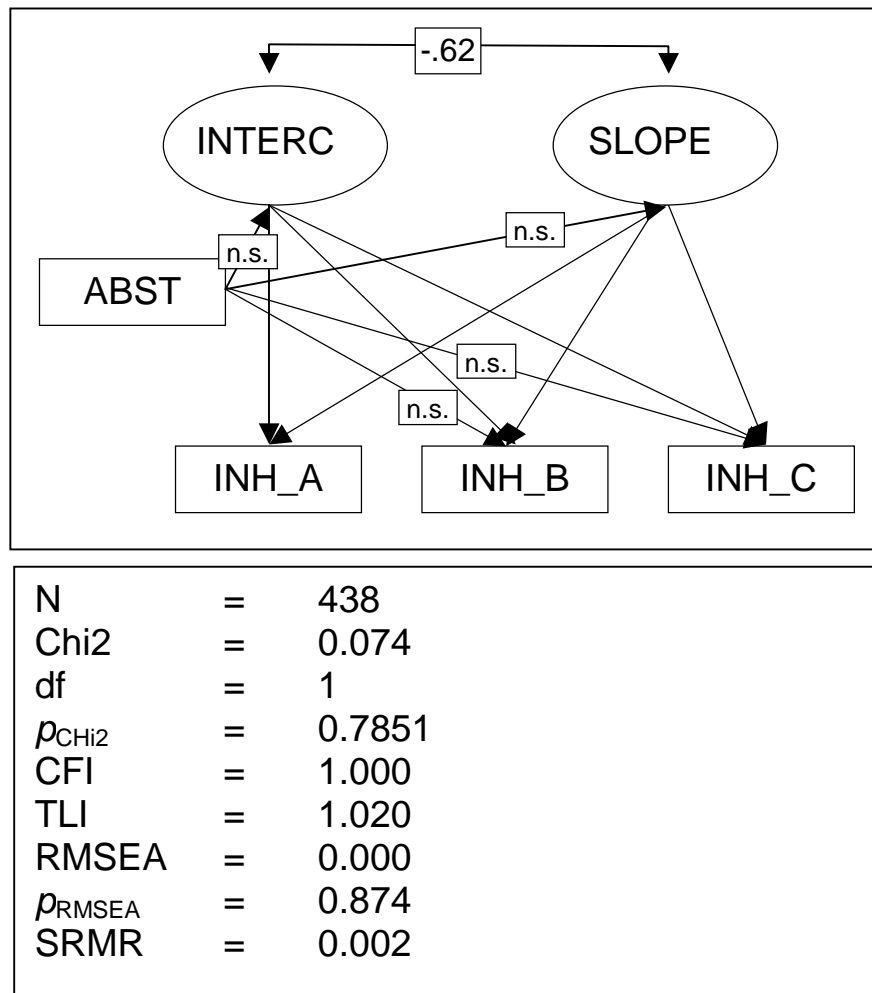 -.62
INTERC SLOPE
n.s. n.s.
ABST
n.s.
n.s.
INH_A INH_B INH_C
N = 438
Chi2 = 0.074
df = 1
pCHi2 = 0.7851
CFI = 1.000
TLI = 1.020
RMSEA = 0.000
pRMSEA = 0.874
SRMR = 0.002